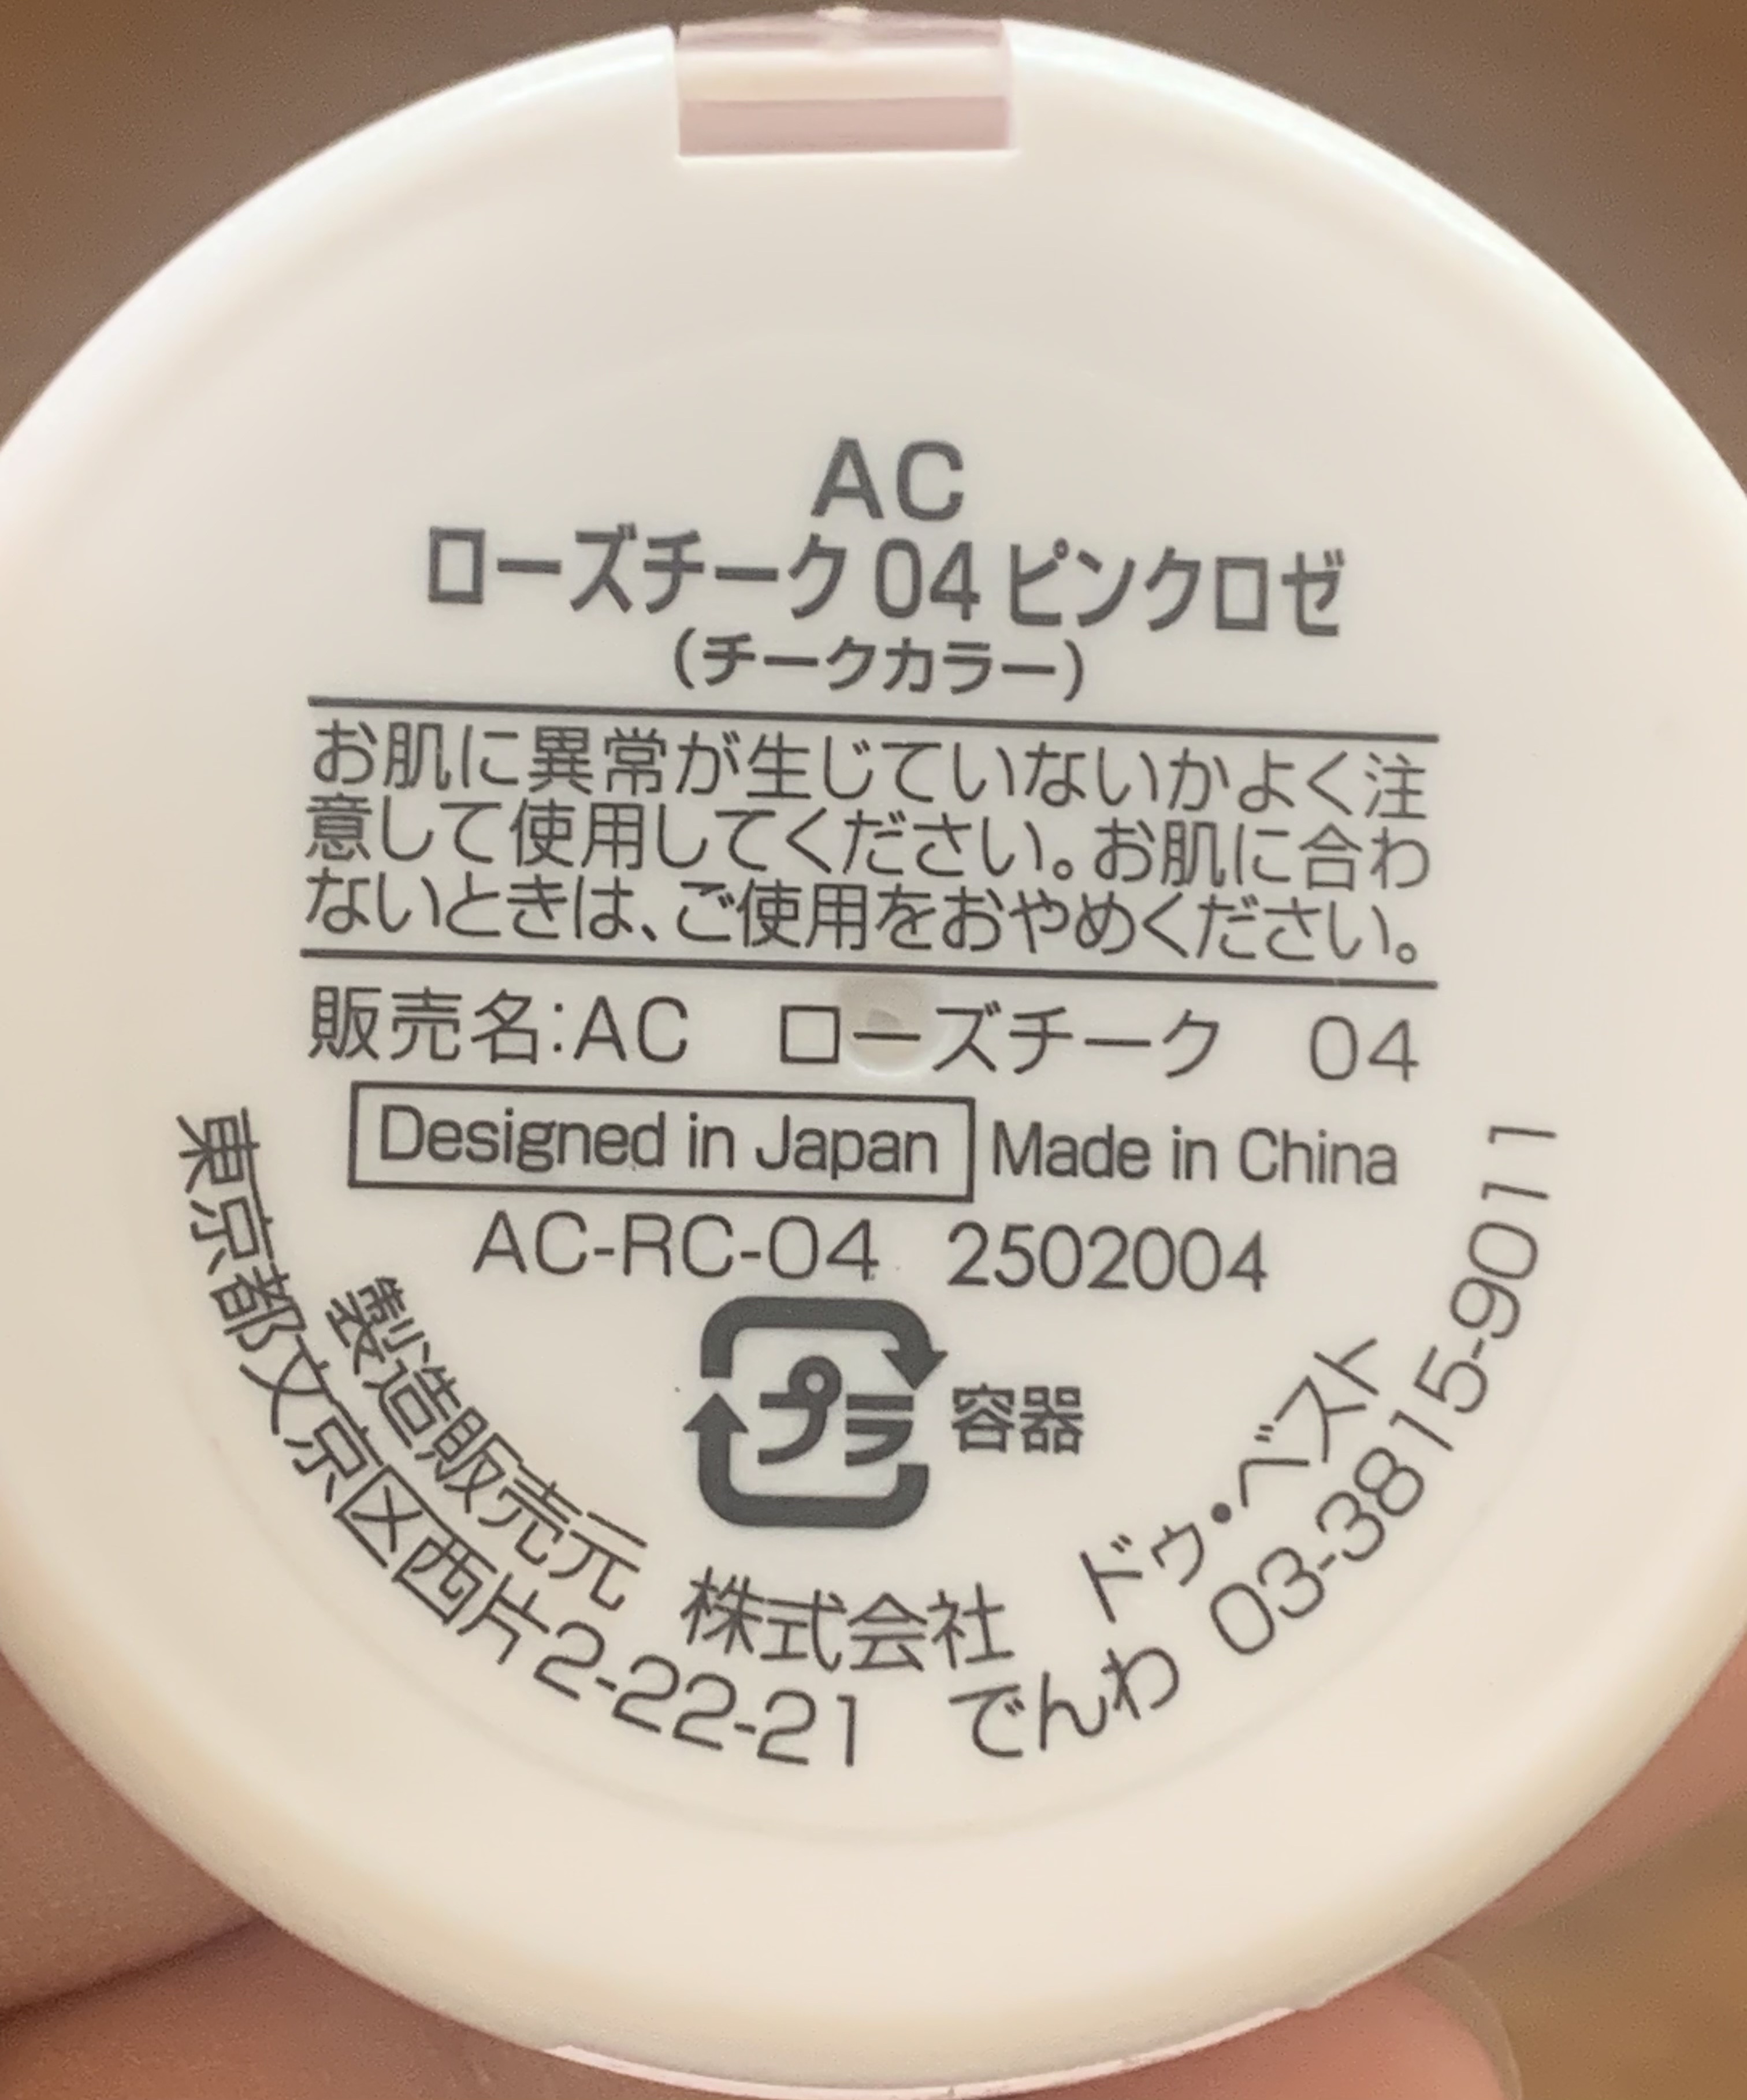 AC
ローズチーク 04 ピンクロゼ
(チークカラー)
お肌に異常が生じていないかよく注
意して使用してください。お肌に合わ
ないときは、ご使用をおやめください。
販売名:AC ローズチーク 04
Designed in Japan Made in China
AC-RC-04 2502004
プラ 容器
製造販売元 株式会社 ドゥ・ベスト
東京都文京区西片2-22-21 でんわ 03-3815-9011